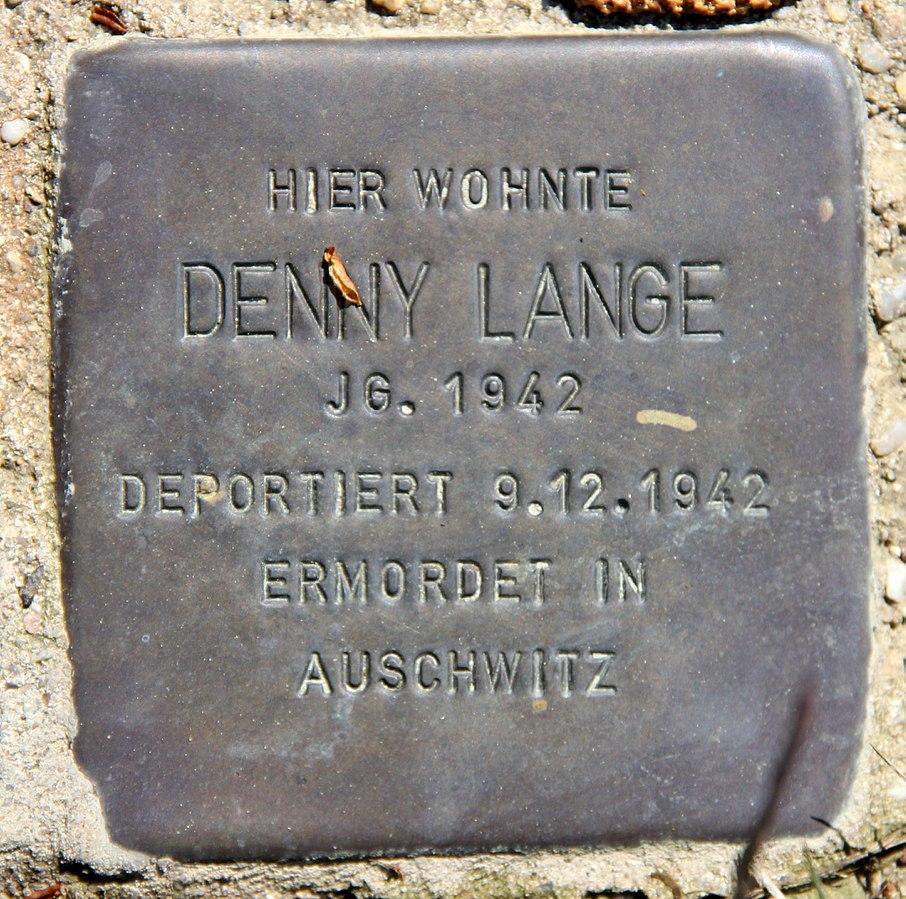 HIER WOHNTE
DENNY LANGE
JG. 1942
DEPORTIERT 9.12.1942
ERMORDET IN
AUSCHWITZ